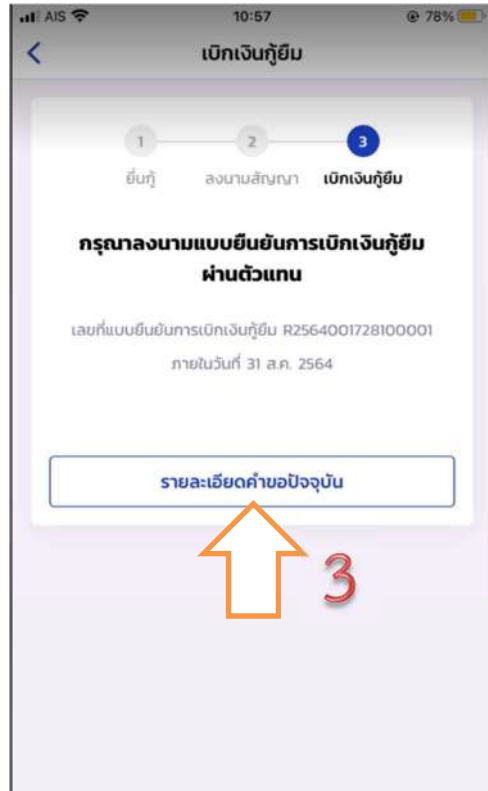 AIS 10:57 78%
เบิกเงินกู้ยืม
1 2 3
ยื่นกู้ ลงนามสัญญา เบิกเงินกู้ยืม
กรุณาลงนามแบบยืนยันการเบิกเงินกู้ยืม
ผ่านตัวแทน
เลขที่แบบยืนยันการเบิกเงินกู้ยืม R2564001728100001
ภายในวันที่ 31 ส.ค. 2564
รายละเอียดคำขอปัจจุบัน
3